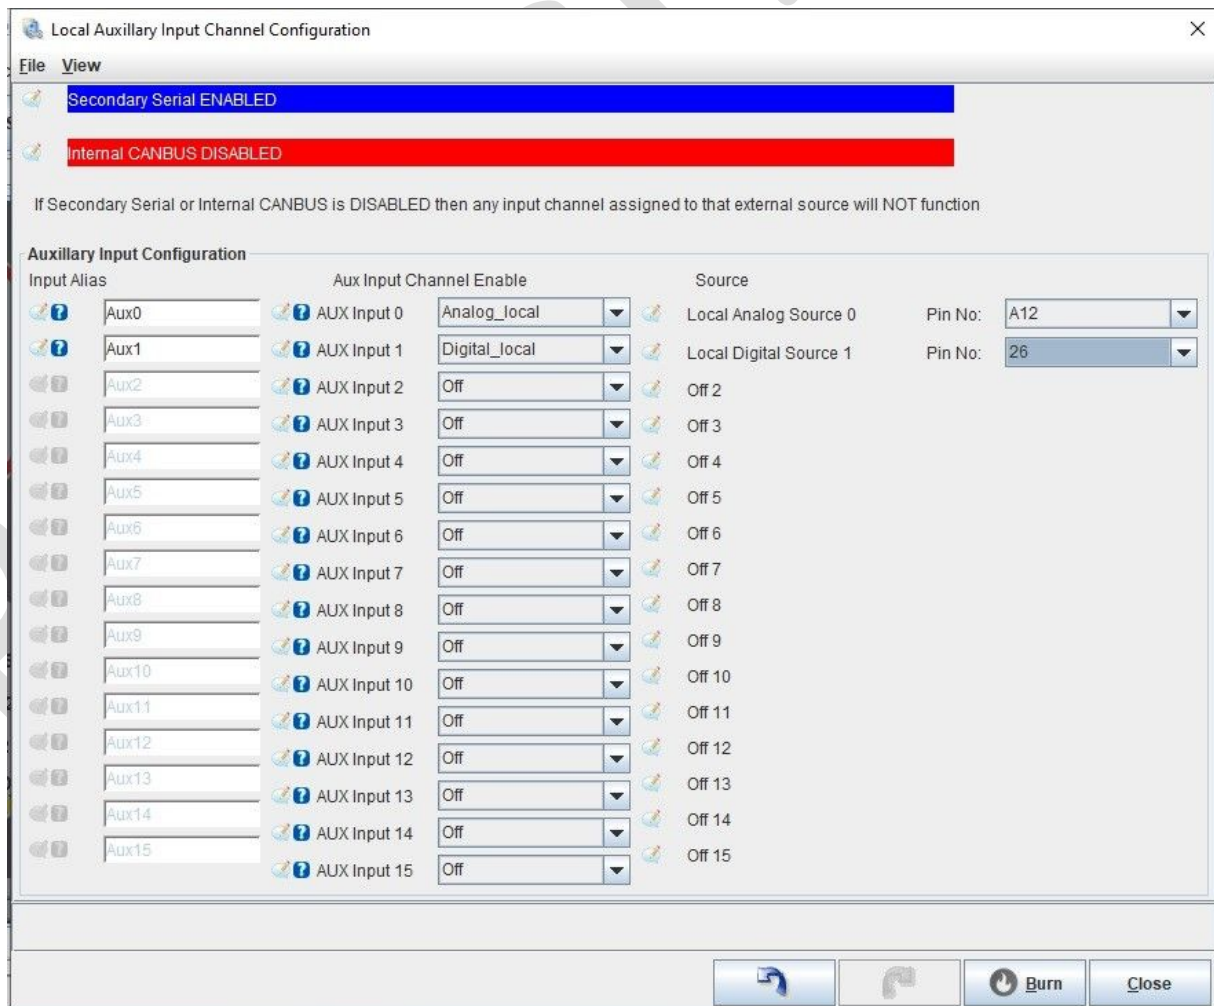 Local Auxillary Input Channel Configuration
File View
Secondary Serial ENABLED
Internal CANBUS DISABLED
If Secondary Serial or Internal CANBUS is DISABLED then any input channel assigned to that external source will NOT function
Auxillary Input Configuration
Input Alias Aux Input Channel Enable Source
Aux0 AUX Input 0 Analog_local Local Analog Source 0 Pin No: A12
Aux1 AUX Input 1 Digital_local Local Digital Source 1 Pin No: 26
Aux2 AUX Input 2 Off Off 2
Aux3 AUX Input 3 Off Off 3
Aux4 AUX Input 4 Off Off 4
Aux5 AUX Input 5 Off Off 5
Aux6 AUX Input 6 Off Off 6
Aux7 AUX Input 7 Off Off 7
Aux8 AUX Input 8 Off Off 8
Aux9 AUX Input 9 Off Off 9
Aux10 AUX Input 10 Off Off 10
Aux11 AUX Input 11 Off Off 11
Aux12 AUX Input 12 Off Off 12
Aux13 AUX Input 13 Off Off 13
Aux14 AUX Input 14 Off Off 14
Aux15 AUX Input 15 Off Off 15
Burn Close